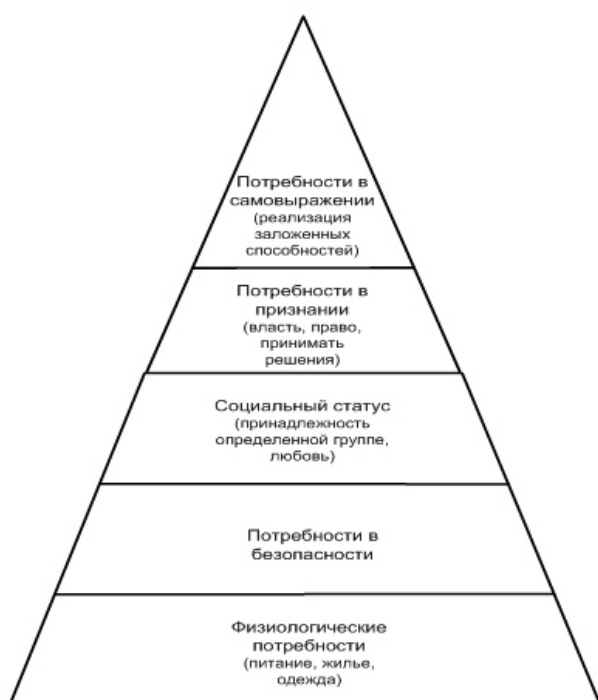 Потребности в
самовыражении
(реализация
заложенных
способностей)
Потребности в
признании
(власть, право,
принимать
решения)
Социальный статус
(принадлежность
определенной группе,
любовь)
Потребности в
безопасности
Физиологические
потребности
(питание, жилье,
одежда)